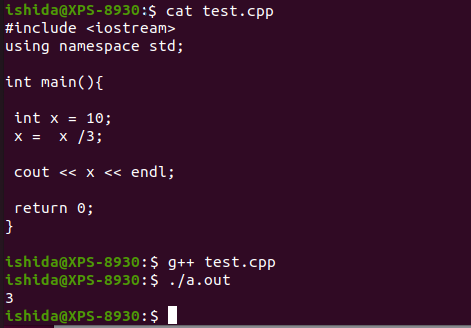 ishida@XPS-8930:$ cat test.cpp
#include <iostream>
using namespace std;

int main(){

 int x = 10;
 x =  x /3;

 cout << x << endl;

 return 0;
}

ishida@XPS-8930:$ g++ test.cpp
ishida@XPS-8930:$ ./a.out
3
ishida@XPS-8930:$